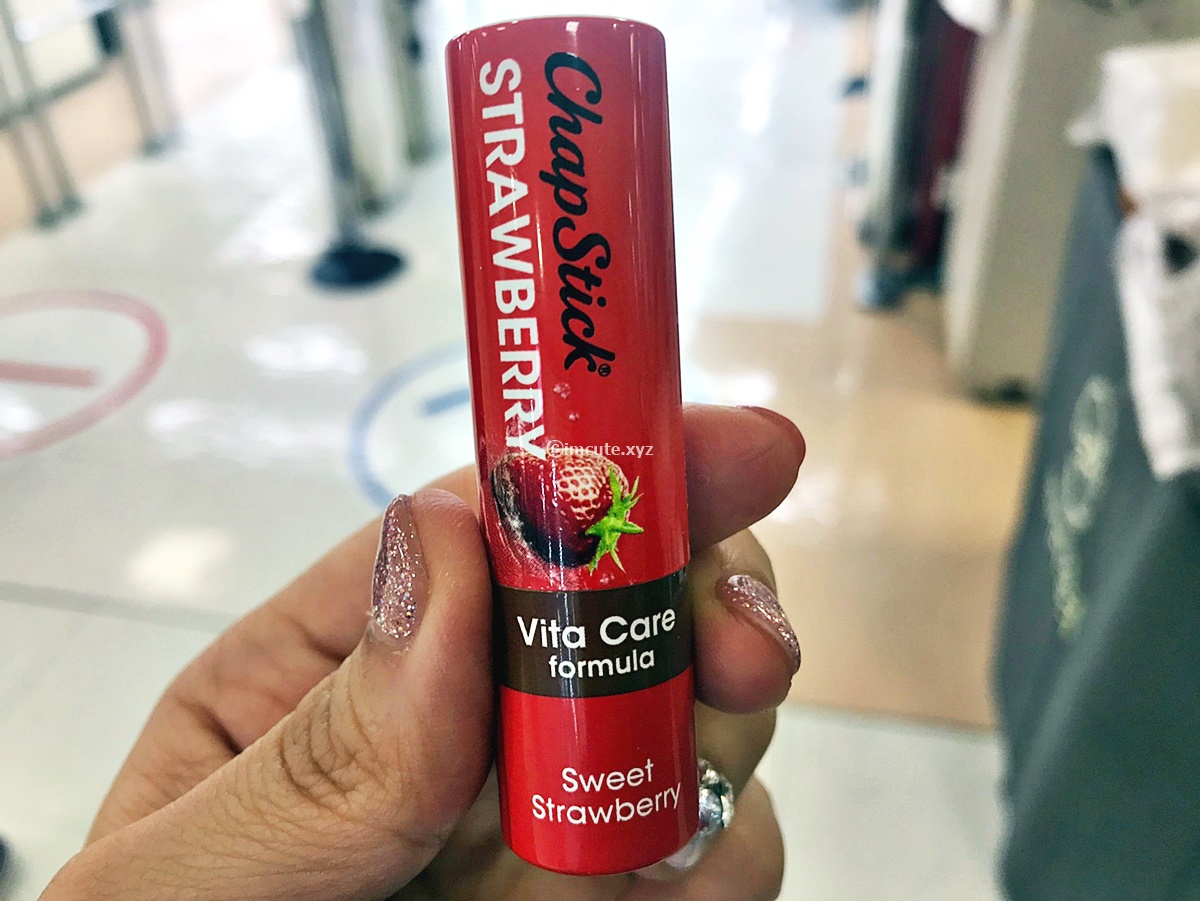 ChapStick®
STRAWBERRY
©imcute.xyz
Vita Care
formula
Sweet
Strawberry